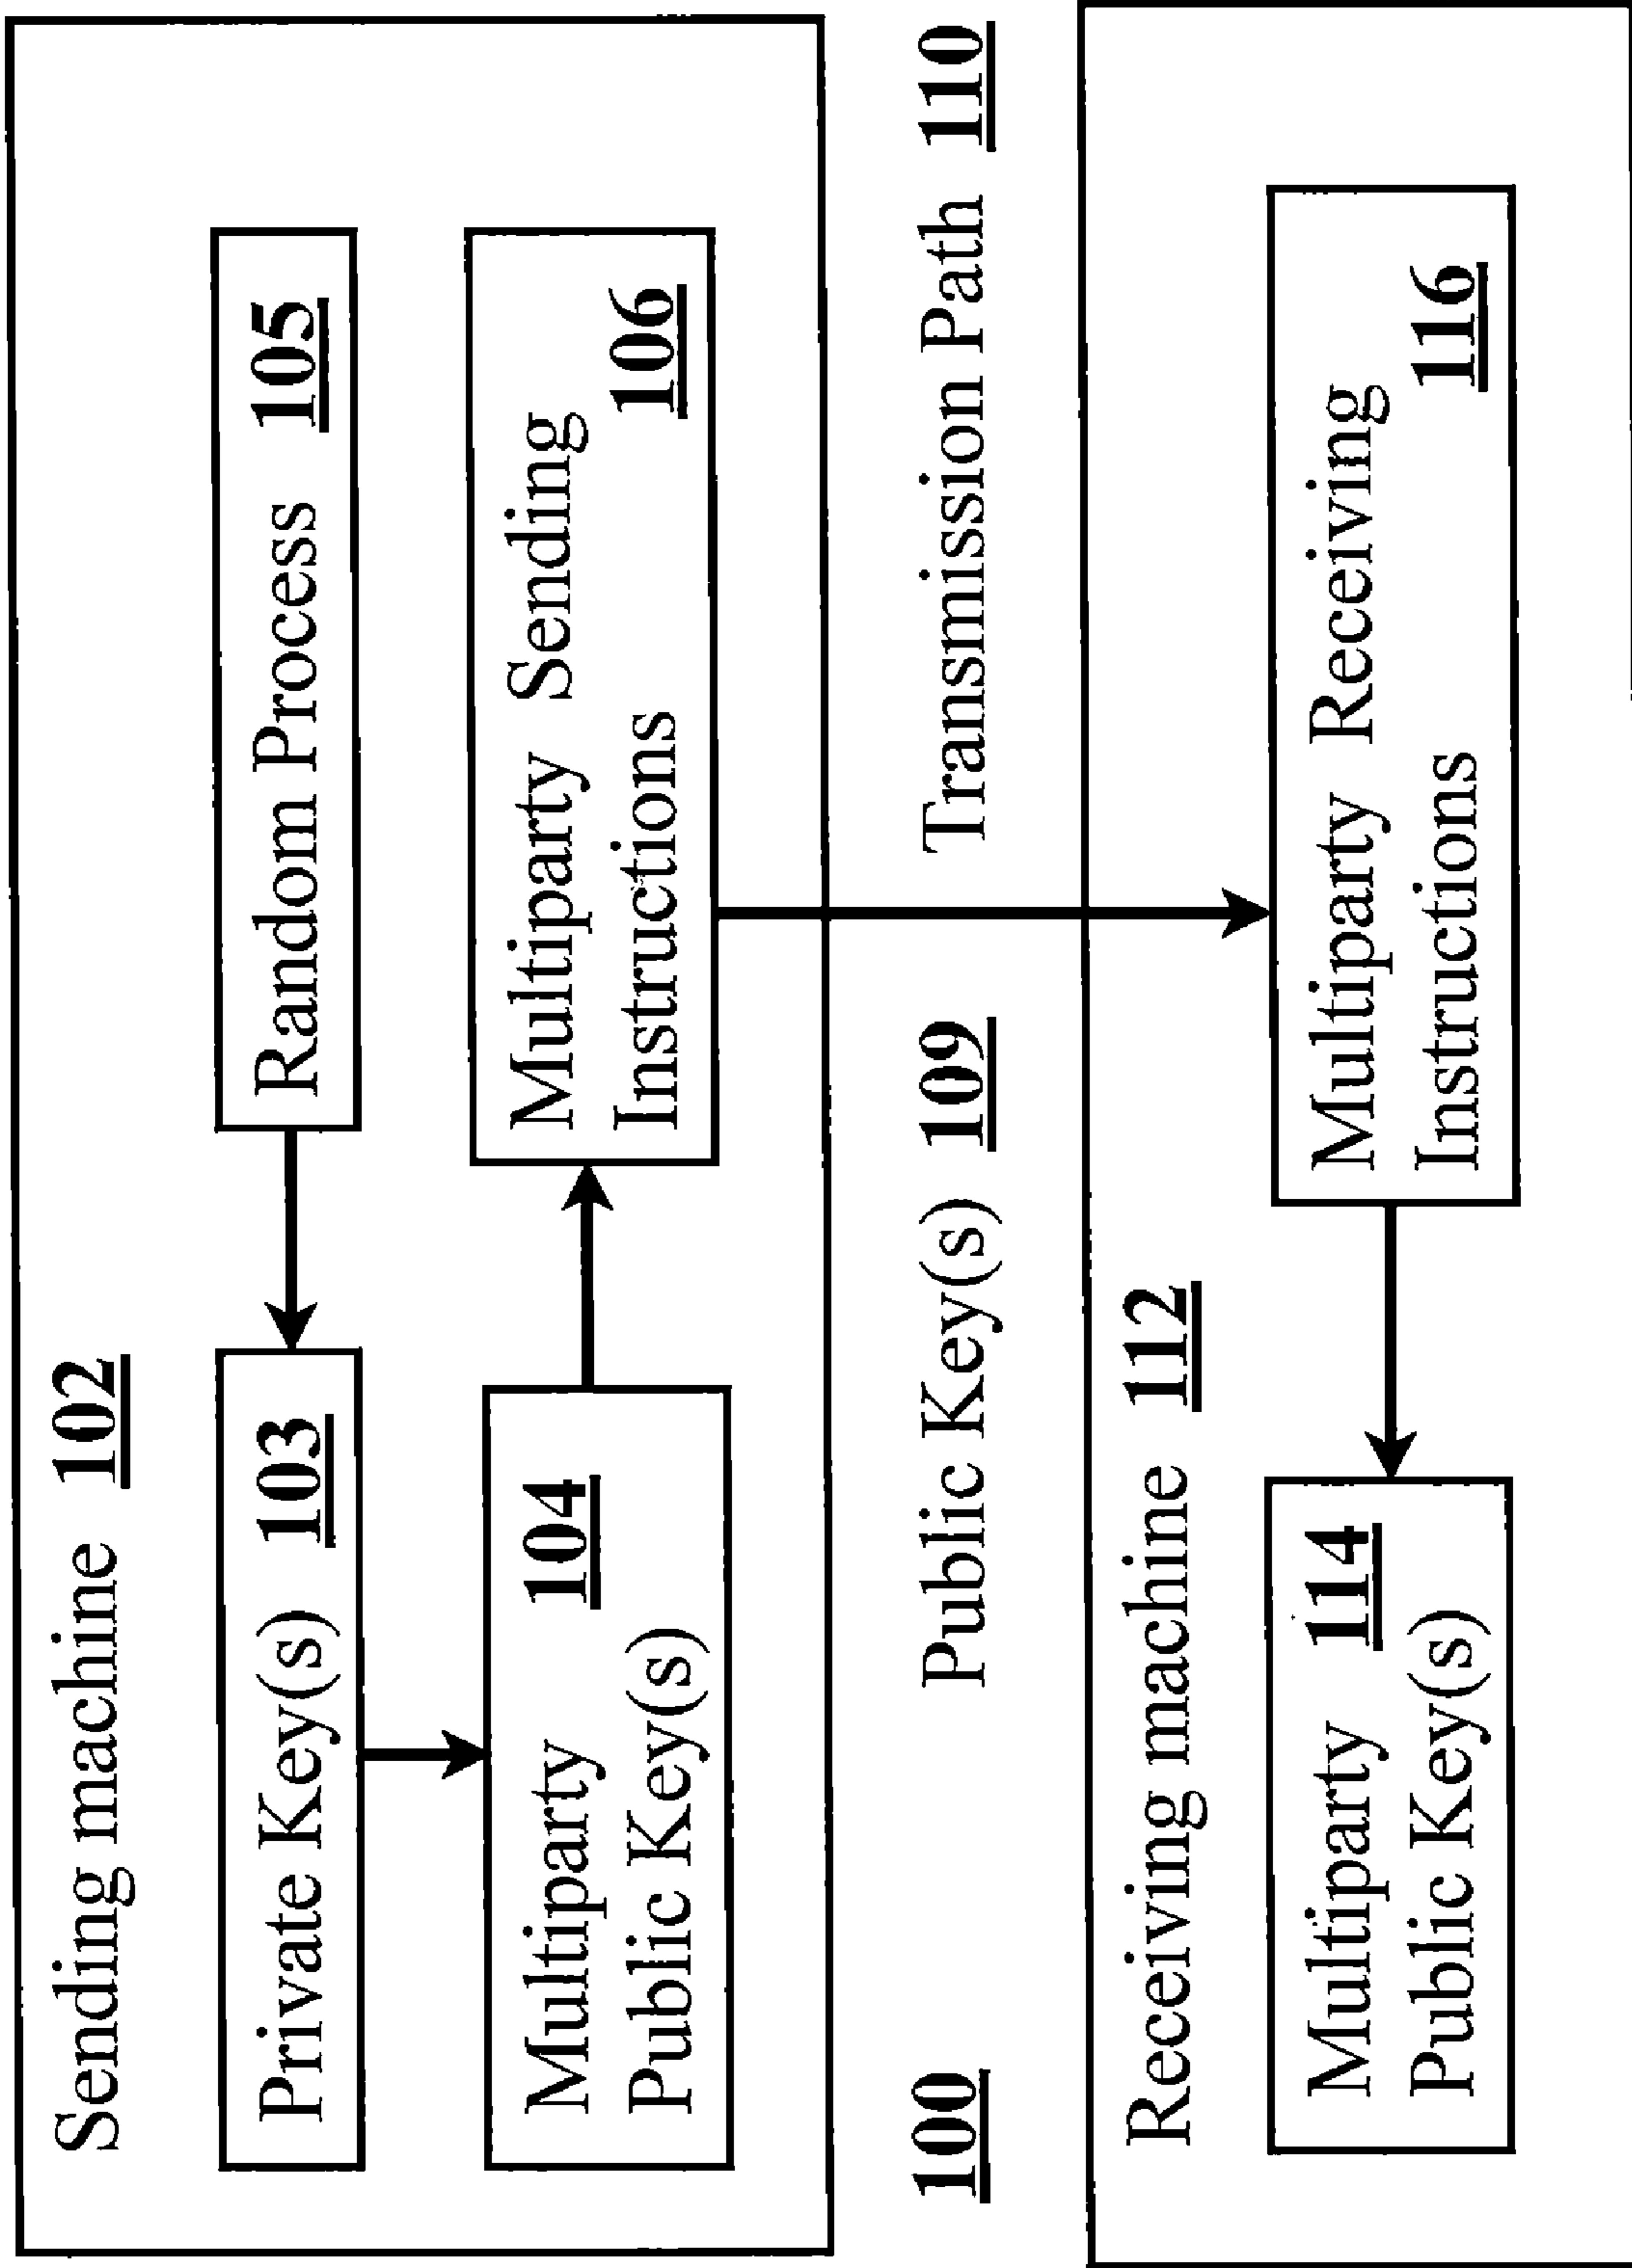 Sending machine 102
Private Key(s) 103
Random Process 105
Multiparty 104
Public Key(s)
Multiparty Sending
Instructions 106
100
Public Key(s) 109
Transmission Path 110
Receiving machine 112
Multiparty 114
Public Key(s)
Multiparty Receiving
Instructions 116